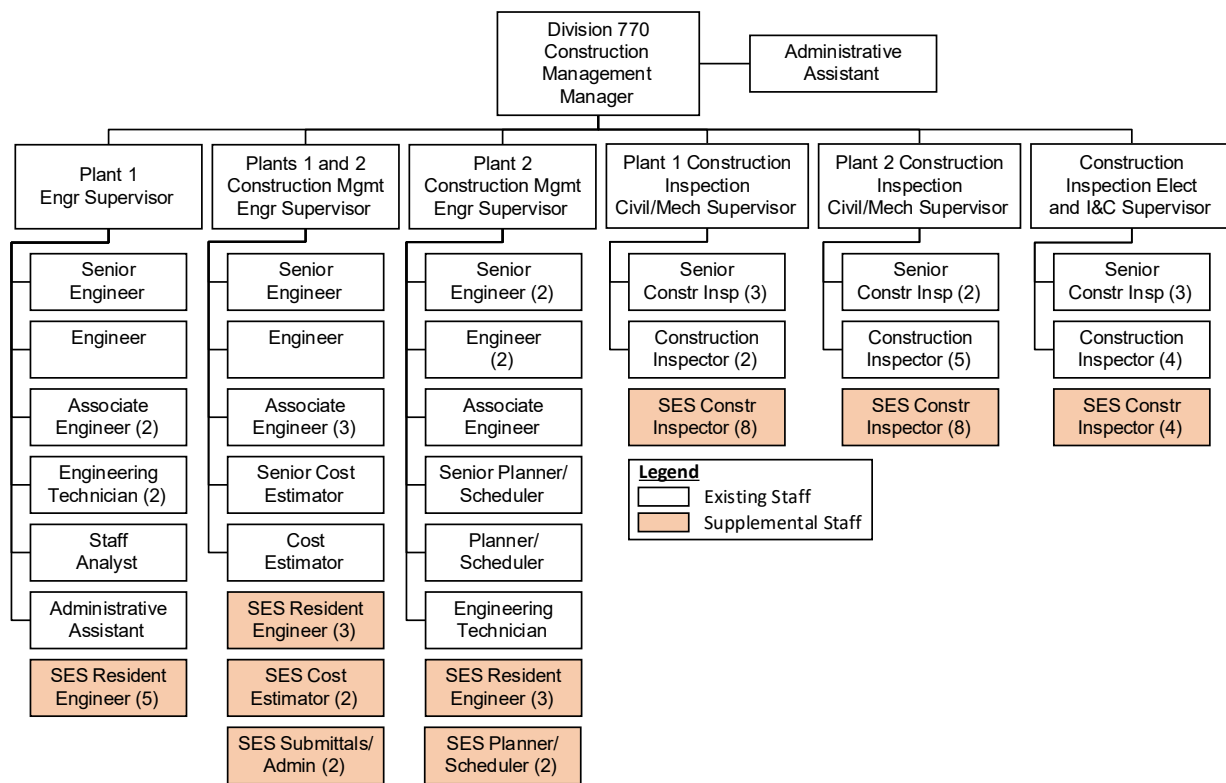 Division 770
Construction
Management
Manager
Administrative
Assistant
Plant 1
Engr Supervisor
Plants 1 and 2
Construction Mgmt
Engr Supervisor
Plant 2
Construction Mgmt
Engr Supervisor
Plant 1 Construction
Inspection
Civil/Mech Supervisor
Plant 2 Construction
Inspection
Civil/Mech Supervisor
Construction
Inspection Elect
and I&C Supervisor
Senior
Engineer
Engineer
Associate
Engineer (2)
Engineering
Technician (2)
Staff
Analyst
Administrative
Assistant
SES Resident
Engineer (5)
Senior
Engineer
Engineer
Associate
Engineer (3)
Senior Cost
Estimator
Cost
Estimator
SES Resident
Engineer (3)
SES Cost
Estimator (2)
SES Submittals/
Admin (2)
Senior
Engineer (2)
Engineer
(2)
Associate
Engineer
Senior Planner/
Scheduler
Planner/
Scheduler
Engineering
Technician
SES Resident
Engineer (3)
SES Planner/
Scheduler (2)
Senior
Constr Insp (3)
Construction
Inspector (2)
SES Constr
Inspector (8)
Senior
Constr Insp (2)
Construction
Inspector (5)
SES Constr
Inspector (8)
Senior
Constr Insp (3)
Construction
Inspector (4)
SES Constr
Inspector (4)
Legend
Existing Staff
Supplemental Staff